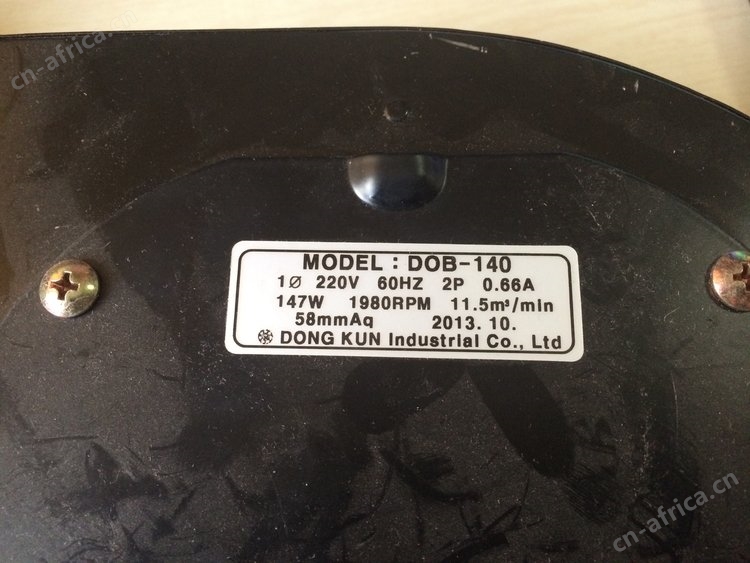 cn-africa.cn
MODEL : DOB-140
1Ø 220V 60HZ 2P 0.66A
147W 1980RPM 11.5m³/min
58mmAq 2013. 10.
DONG KUN Industrial Co., Ltd
cn-africa.cn